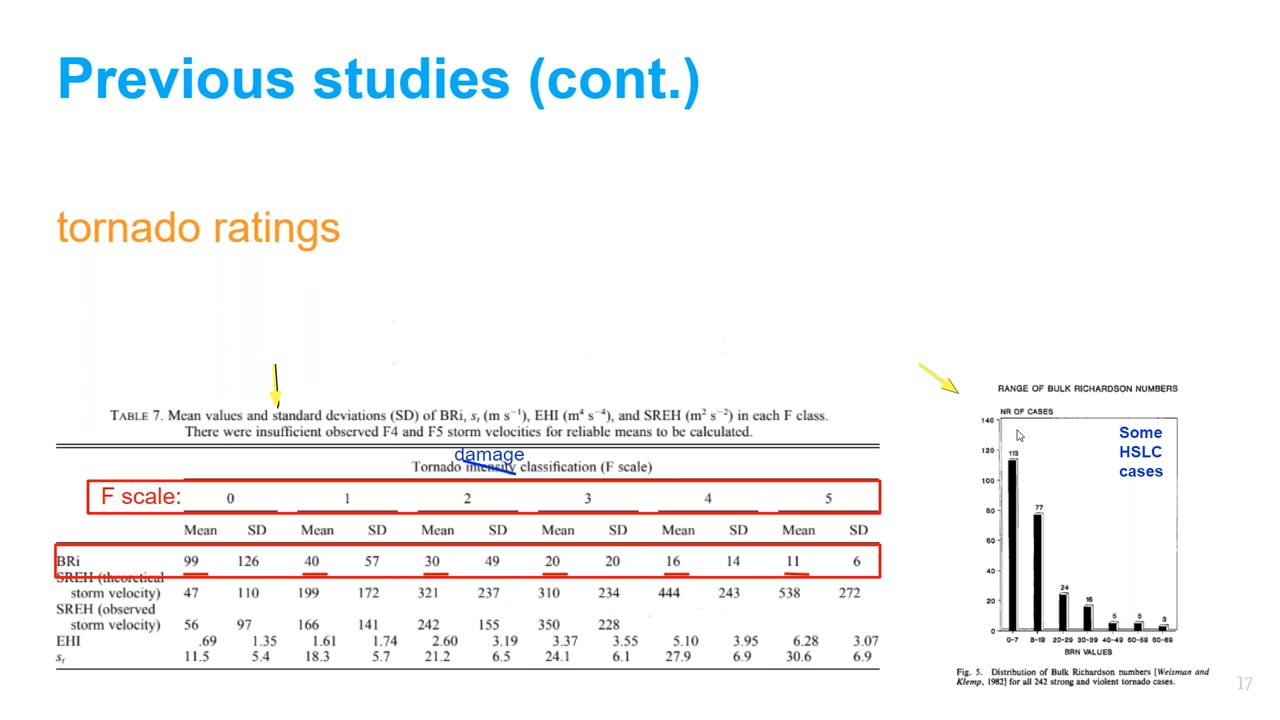 Previous studies (cont.)
tornado ratings
TABLE 7. Mean values and standard deviations (SD) of BRi, sᵣ (m s⁻¹), EHI (m⁴ s⁻⁴), and SREH (m² s⁻²) in each F class.
There were insufficient observed F4 and F5 storm velocities for reliable means to be calculated.
damage
Tornado intensity classification (F scale)
F scale: 0 1 2 3 4 5
Mean SD Mean SD Mean SD Mean SD Mean SD Mean SD
BRi 99 126 40 57 30 49 20 20 16 14 11 6
SREH (theoretical
storm velocity) 47 110 199 172 321 237 310 234 444 243 538 272
SREH (observed
storm velocity) 56 97 166 141 242 155 350 228
EHI .69 1.35 1.61 1.74 2.60 3.19 3.37 3.55 5.10 3.95 6.28 3.07
sᵣ 11.5 5.4 18.3 5.7 21.2 6.5 24.1 6.1 27.9 6.9 30.6 6.9
RANGE OF BULK RICHARDSON NUMBERS
NR OF CASES
140
120
100
80
60
40
20
0
113
77
24
16
5
5
3
Some
HSLC
cases
0-7 8-19 20-29 30-39 40-49 50-59 60-69
BRN VALUES
Fig. 5. Distribution of Bulk Richardson numbers [Weisman and
Klemp, 1982] for all 242 strong and violent tornado cases.
17